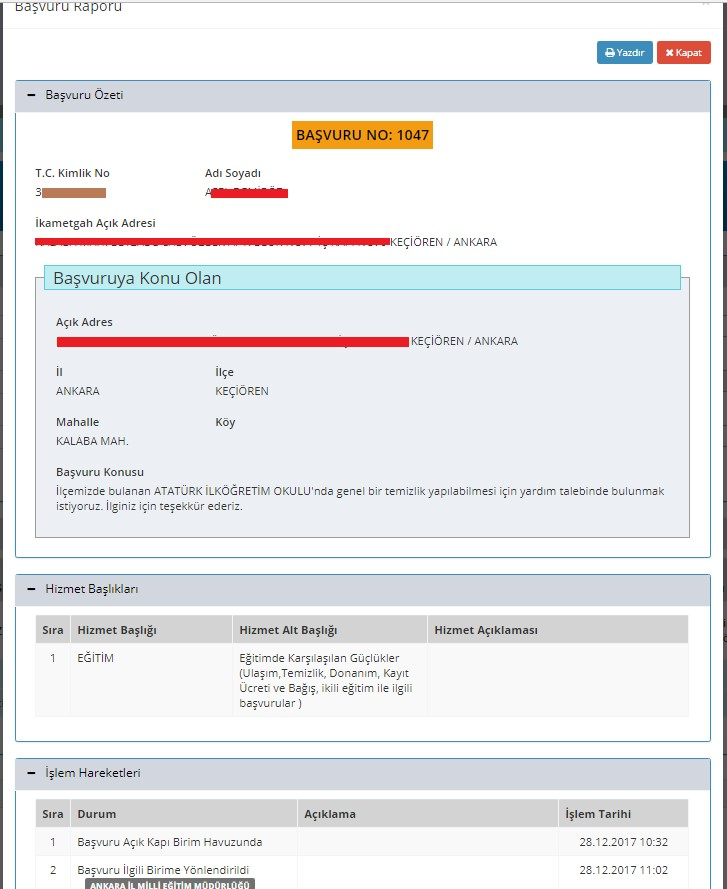 Başvuru Raporu
Yazdır
Kapat
Başvuru Özeti
BAŞVURU NO: 1047
T.C. Kimlik No
Adı Soyadı
3
İkametgah Açık Adresi
KEÇİÖREN / ANKARA
Başvuruya Konu Olan
Açık Adres
KEÇİÖREN / ANKARA
İl
İlçe
ANKARA
KEÇİÖREN
Mahalle
Köy
KALABA MAH.
Başvuru Konusu
İlçemizde bulanan ATATÜRK İLKÖĞRETİM OKULU'nda genel bir temizlik yapılabilmesi için yardım talebinde bulunmak
istiyoruz. İlginiz için teşekkür ederiz.
Hizmet Başlıkları
Sıra Hizmet Başlığı Hizmet Alt Başlığı Hizmet Açıklaması
1 EĞİTİM Eğitimde Karşılaşılan Güçlükler
(Ulaşım,Temizlik, Donanım, Kayıt
Ücreti ve Bağış, ikili eğitim ile ilgili
başvurular )
İşlem Hareketleri
Sıra Durum Açıklama İşlem Tarihi
1 Başvuru Açık Kapı Birim Havuzunda 28.12.2017 10:32
2 Başvuru İlgili Birime Yönlendirildi 28.12.2017 11:02
ANKARA İL MİLLİ EĞİTİM MÜDÜRLÜĞÜ